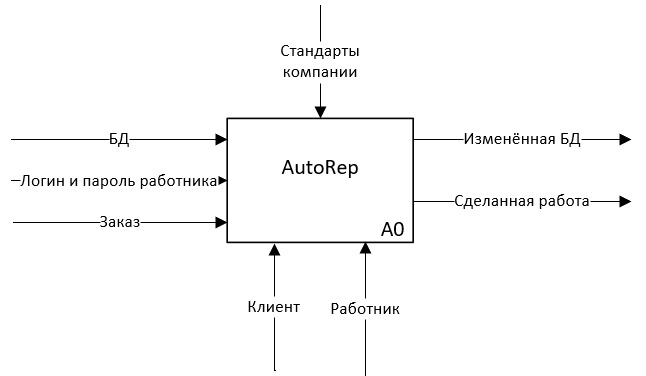 Стандарты
компании
БД
Изменённая БД
AutoRep
Логин и пароль работника
Сделанная работа
Заказ
A0
Клиент
Работник